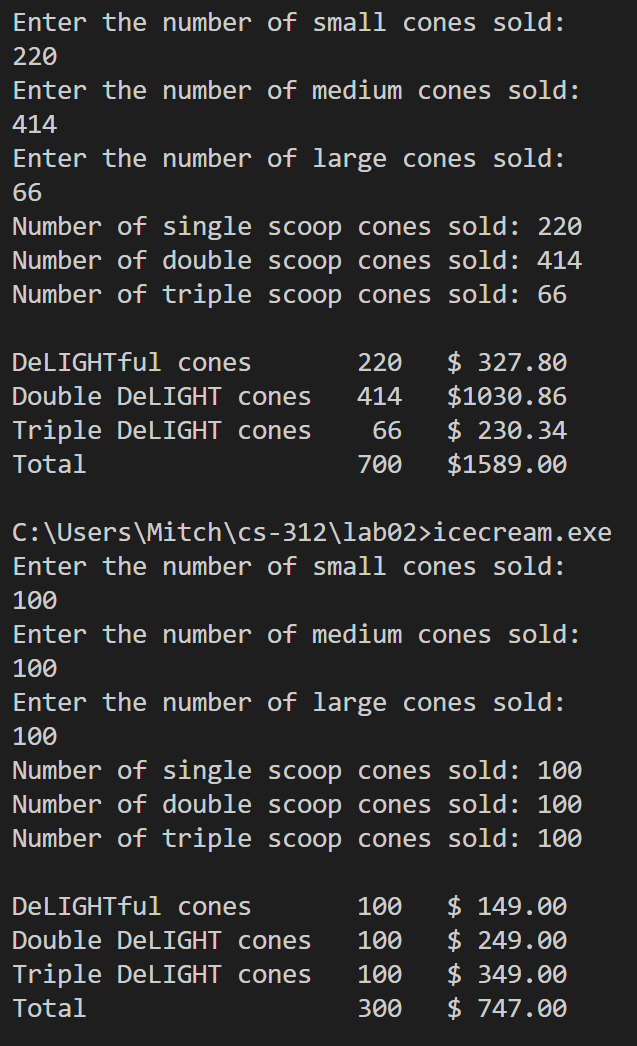 Enter the number of small cones sold:
220
Enter the number of medium cones sold:
414
Enter the number of large cones sold:
66
Number of single scoop cones sold: 220
Number of double scoop cones sold: 414
Number of triple scoop cones sold: 66

DeLIGHTful cones       220   $ 327.80
Double DeLIGHT cones   414   $1030.86
Triple DeLIGHT cones    66   $ 230.34
Total                  700   $1589.00

C:\Users\Mitch\cs-312\lab02>icecream.exe
Enter the number of small cones sold:
100
Enter the number of medium cones sold:
100
Enter the number of large cones sold:
100
Number of single scoop cones sold: 100
Number of double scoop cones sold: 100
Number of triple scoop cones sold: 100

DeLIGHTful cones       100   $ 149.00
Double DeLIGHT cones   100   $ 249.00
Triple DeLIGHT cones   100   $ 349.00
Total                  300   $ 747.00